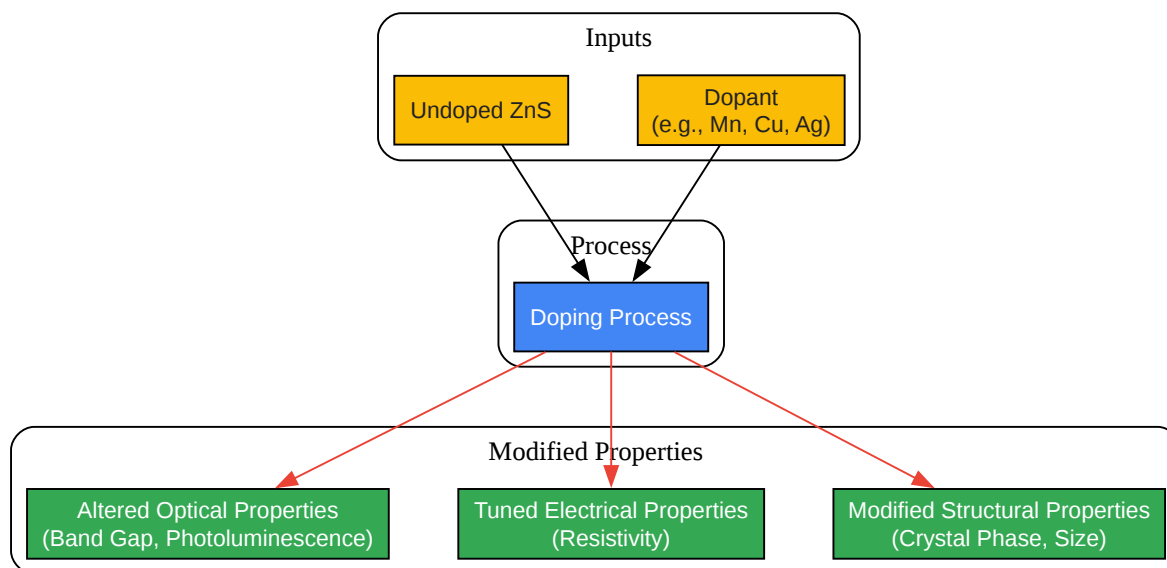 Inputs
Undoped ZnS
Dopant
(e.g., Mn, Cu, Ag)
Process
Doping Process
Modified Properties
Altered Optical Properties
(Band Gap, Photoluminescence)
Tuned Electrical Properties
(Resistivity)
Modified Structural Properties
(Crystal Phase, Size)